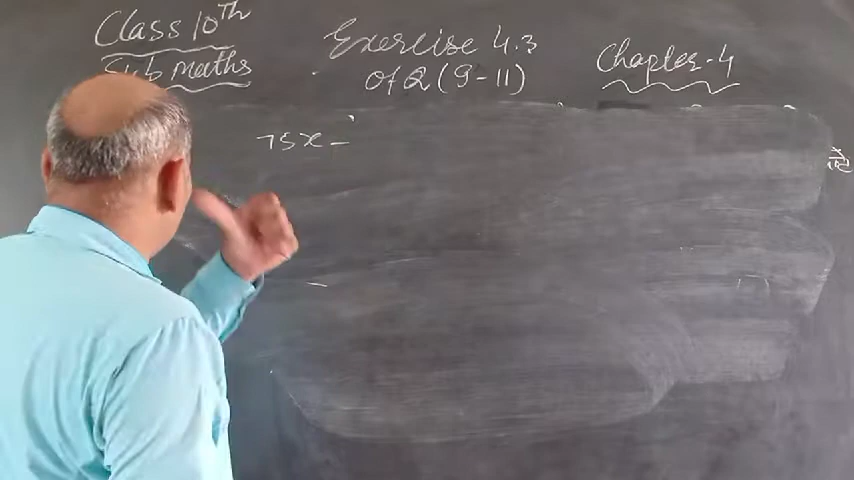 Class 10th
Sub maths
Exercise 4.3
Of Q (9-11)
Chapter-4
75x-